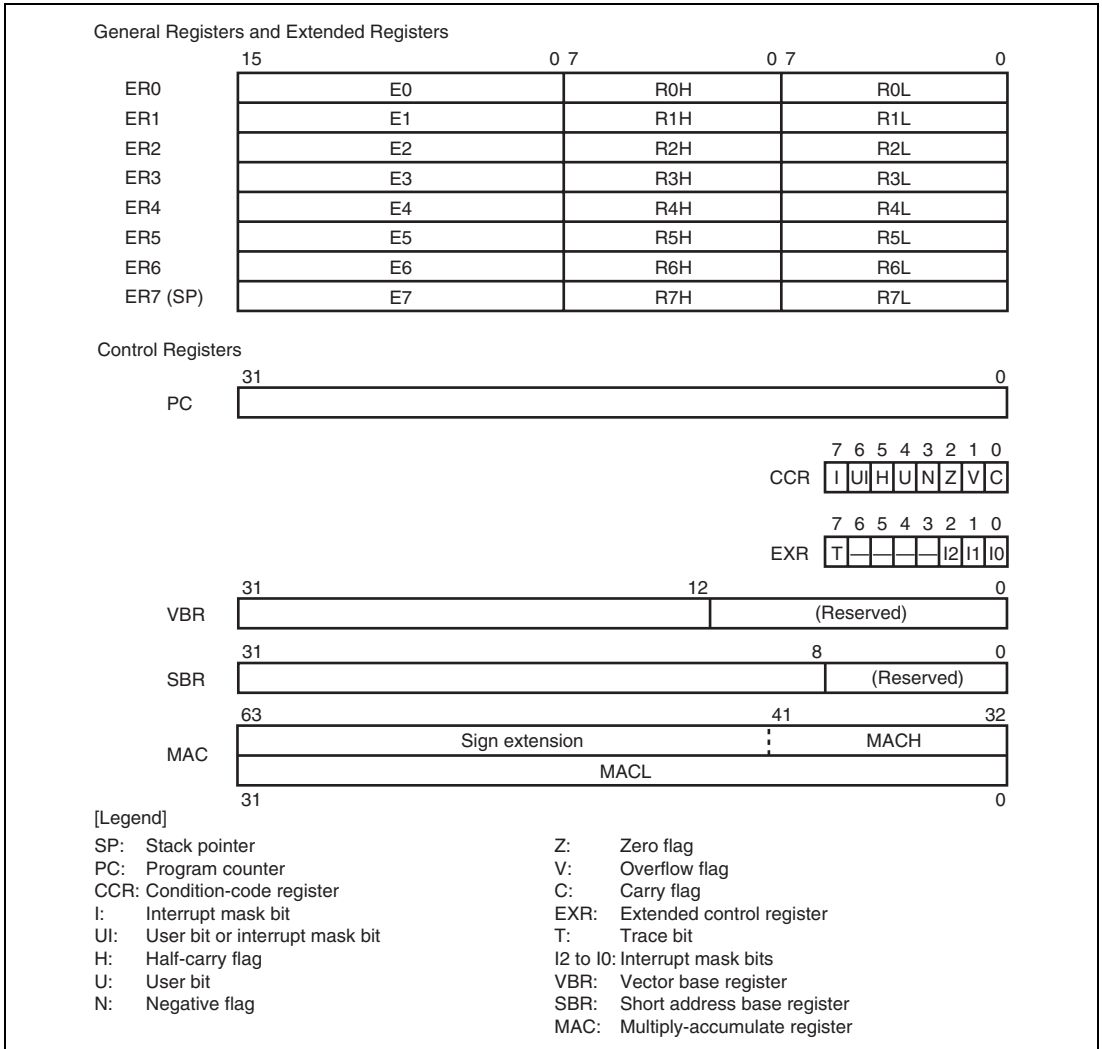 General Registers and Extended Registers
15 0 7 0 7 0
ER0 E0 R0H R0L
ER1 E1 R1H R1L
ER2 E2 R2H R2L
ER3 E3 R3H R3L
ER4 E4 R4H R4L
ER5 E5 R5H R5L
ER6 E6 R6H R6L
ER7 (SP) E7 R7H R7L
Control Registers
31 0
PC
7 6 5 4 3 2 1 0
CCR I UI H U N Z V C
7 6 5 4 3 2 1 0
EXR T — — — — I2 I1 I0
31 12 0
VBR (Reserved)
31 8 0
SBR (Reserved)
63 41 32
MAC Sign extension MACH
MACL
31 0
[Legend]
SP: Stack pointer
PC: Program counter
CCR: Condition-code register
I: Interrupt mask bit
UI: User bit or interrupt mask bit
H: Half-carry flag
U: User bit
N: Negative flag
Z: Zero flag
V: Overflow flag
C: Carry flag
EXR: Extended control register
T: Trace bit
I2 to I0: Interrupt mask bits
VBR: Vector base register
SBR: Short address base register
MAC: Multiply-accumulate register